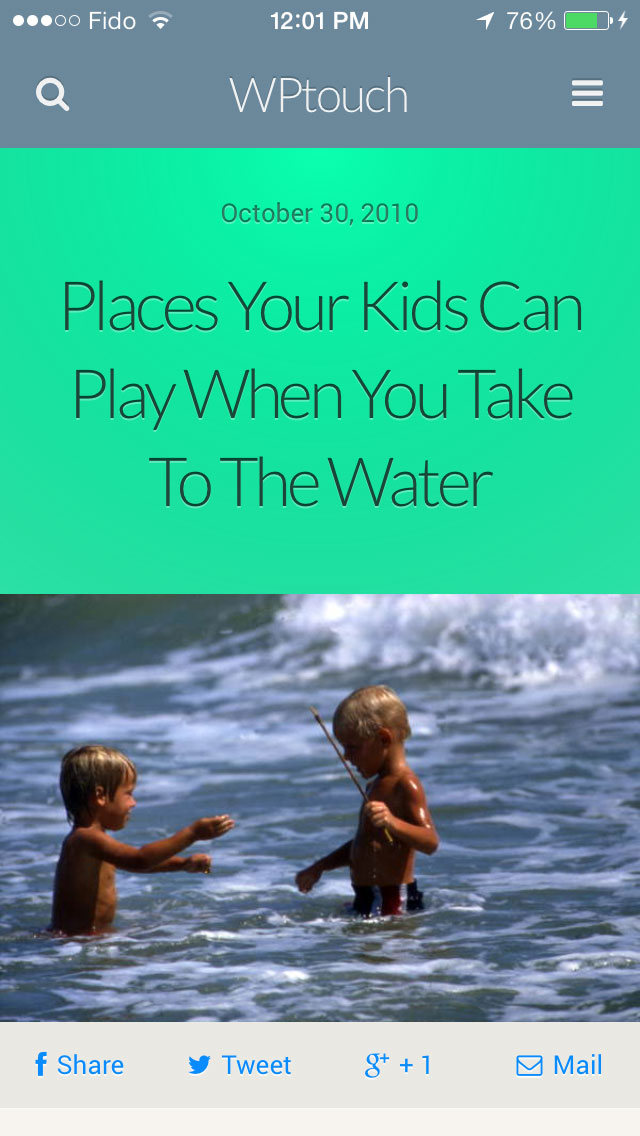 Fido 12:01 PM 76%
WPtouch
October 30, 2010
Places Your Kids Can
Play When You Take
To The Water
f Share Tweet g+ + 1 Mail